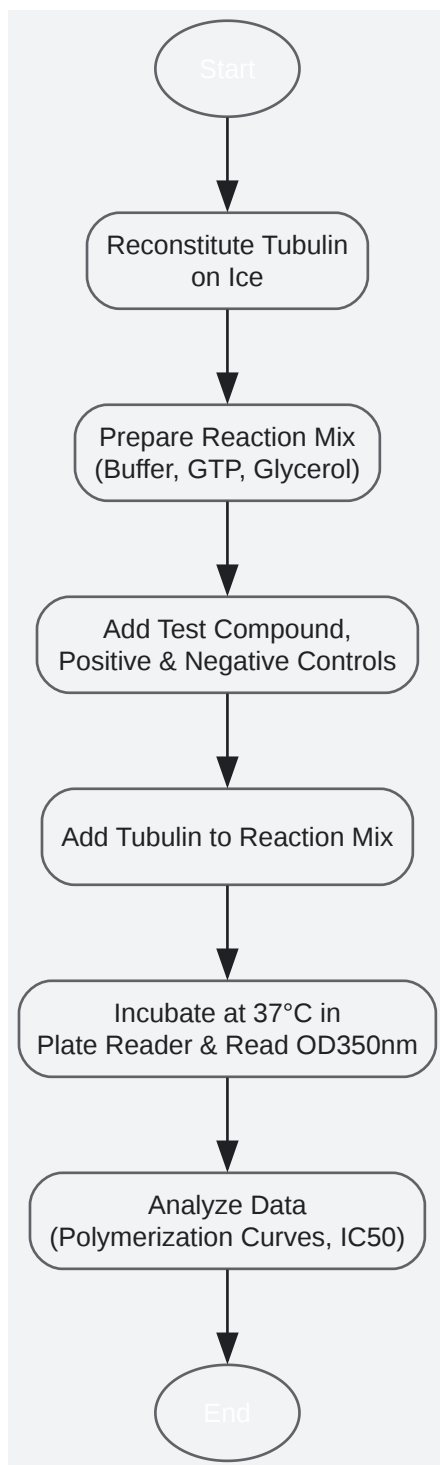 Start
Reconstitute Tubulin
on Ice
Prepare Reaction Mix
(Buffer, GTP, Glycerol)
Add Test Compound,
Positive & Negative Controls
Add Tubulin to Reaction Mix
Incubate at 37°C in
Plate Reader & Read OD350nm
Analyze Data
(Polymerization Curves, IC50)
End